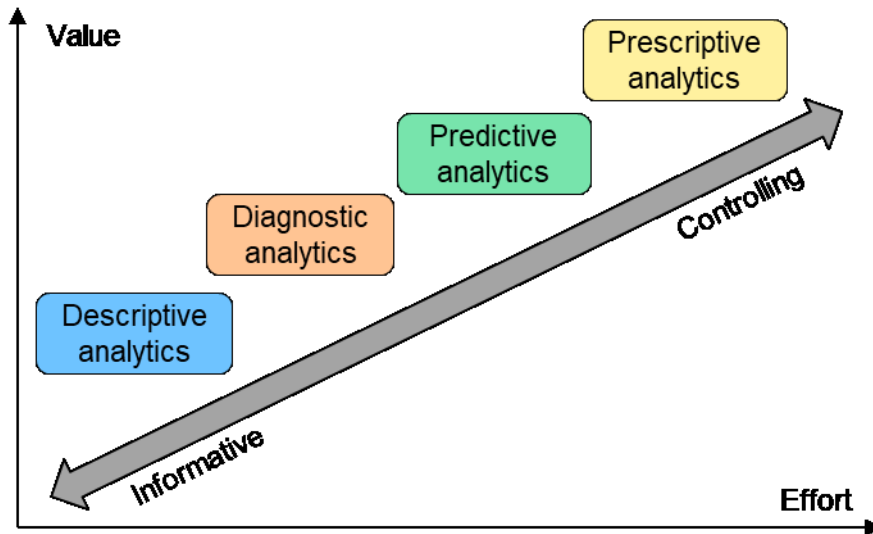 Value
Prescriptive
analytics
Predictive
analytics
Diagnostic
analytics
Controlling
Descriptive
analytics
Informative
Effort